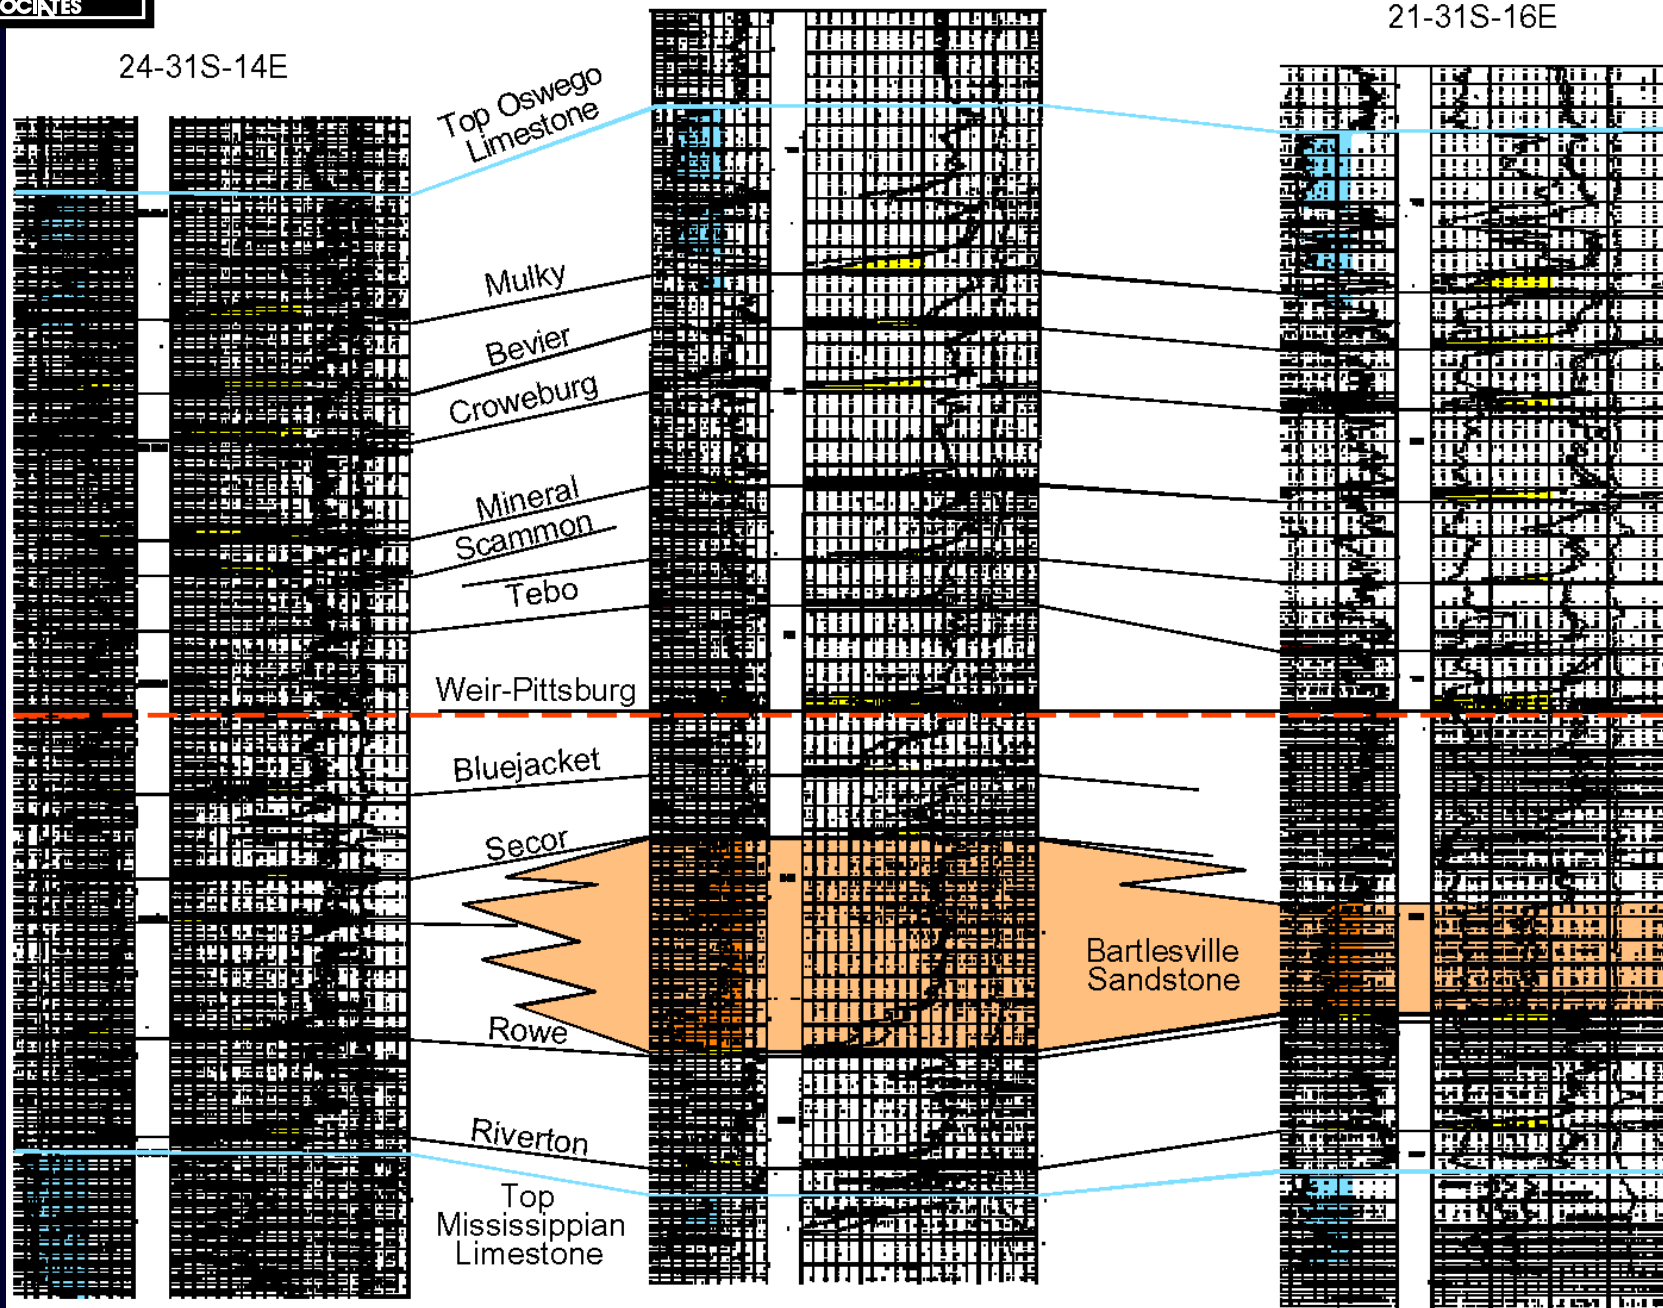 OCIATES
24-31S-14E
21-31S-16E
Top Oswego
Limestone
Mulky
Bevier
Croweburg
Mineral
Scammon
Tebo
Weir-Pittsburg
Bluejacket
Secor
Bartlesville
Sandstone
Rowe
Riverton
Top
Mississippian
Limestone